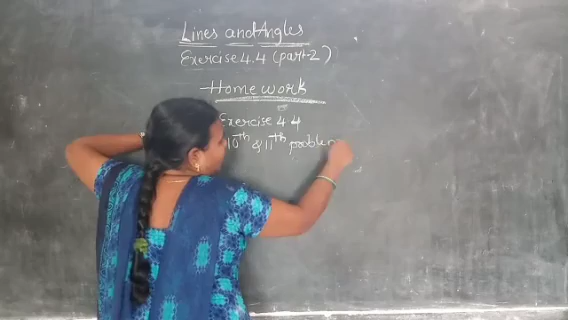 Lines and Angles
Exercise 4.4 (part-2)
Home work
Exercise 4 4
10th & 11th problem